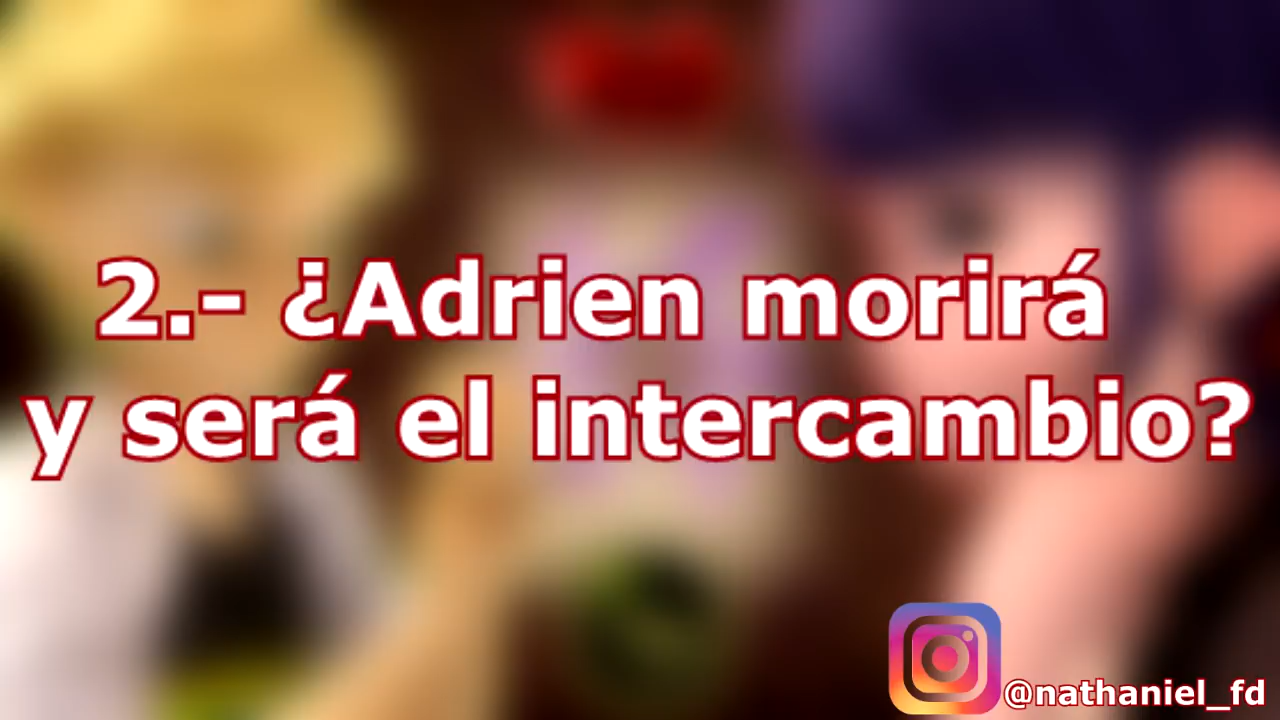 2.- ¿Adrien morirá
y será el intercambio?
@nathaniel_fd